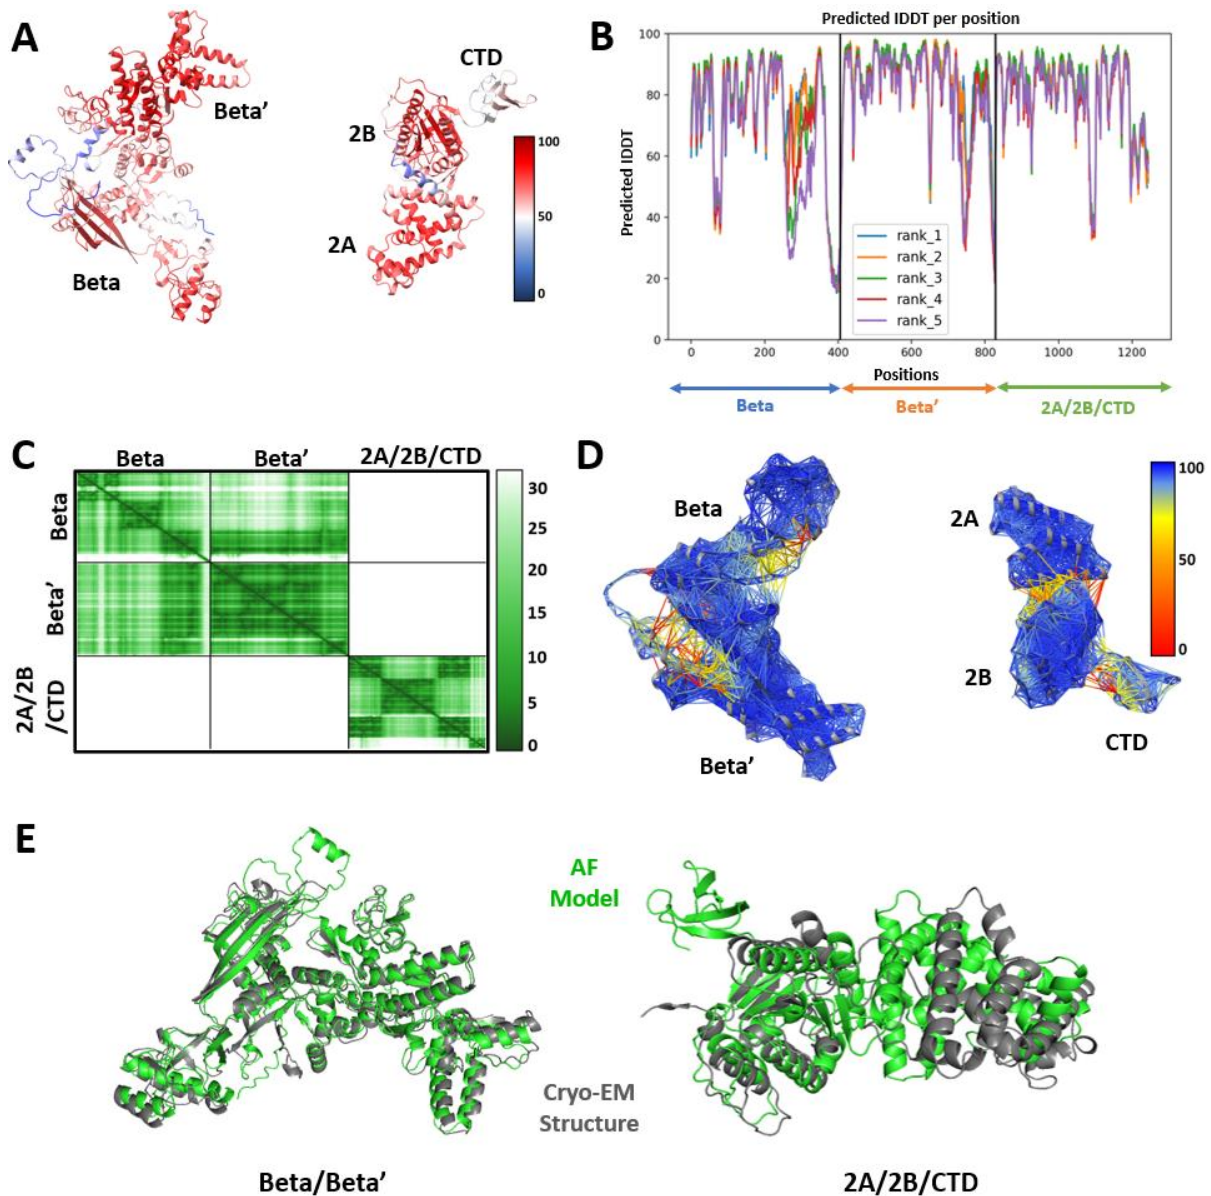 A
Beta'
Beta
CTD
2B
2A
100
50
0
B
Predicted IDDT per position
Predicted IDDT
100
80
60
40
20
0
rank_1
rank_2
rank_3
rank_4
rank_5
0 200 400 600 800 1000 1200
Positions
Beta Beta' 2A/2B/CTD
C
Beta Beta' 2A/2B/CTD
Beta
Beta'
2A/2B
/CTD
30
25
20
15
10
5
0
D
Beta
Beta'
2A
2B
CTD
100
50
0
E
AF
Model
Cryo-EM
Structure
Beta/Beta'
2A/2B/CTD